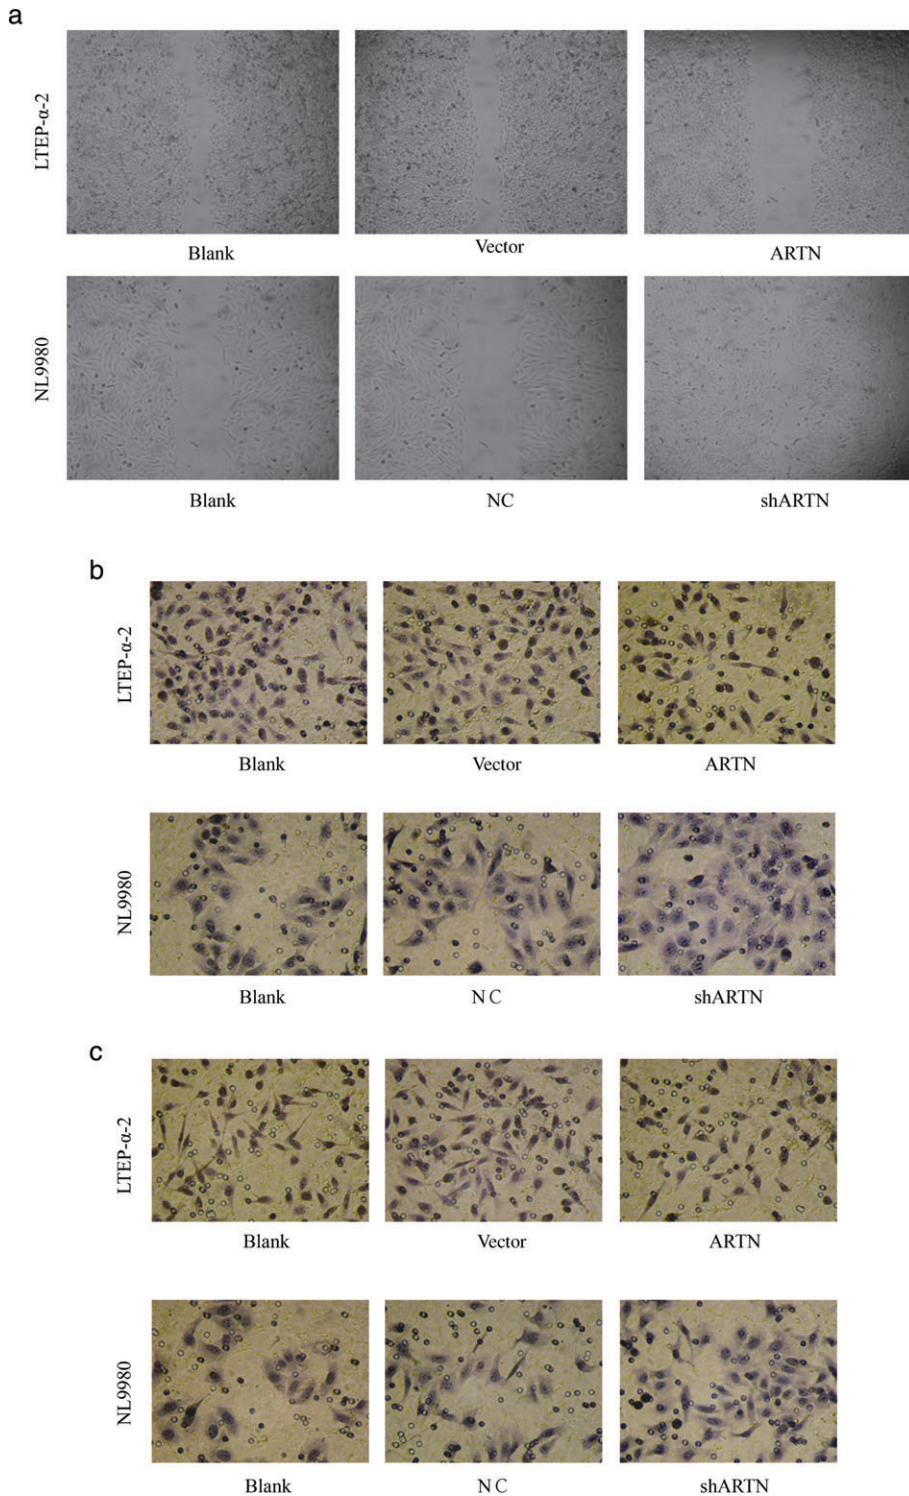 a
LTEP-α-2
Blank
Vector
ARTN
NL9980
Blank
NC
shARTN
b
LTEP-α-2
Blank
Vector
ARTN
NL9980
Blank
N C
shARTN
c
LTEP-α-2
Blank
Vector
ARTN
NL9980
Blank
N C
shARTN